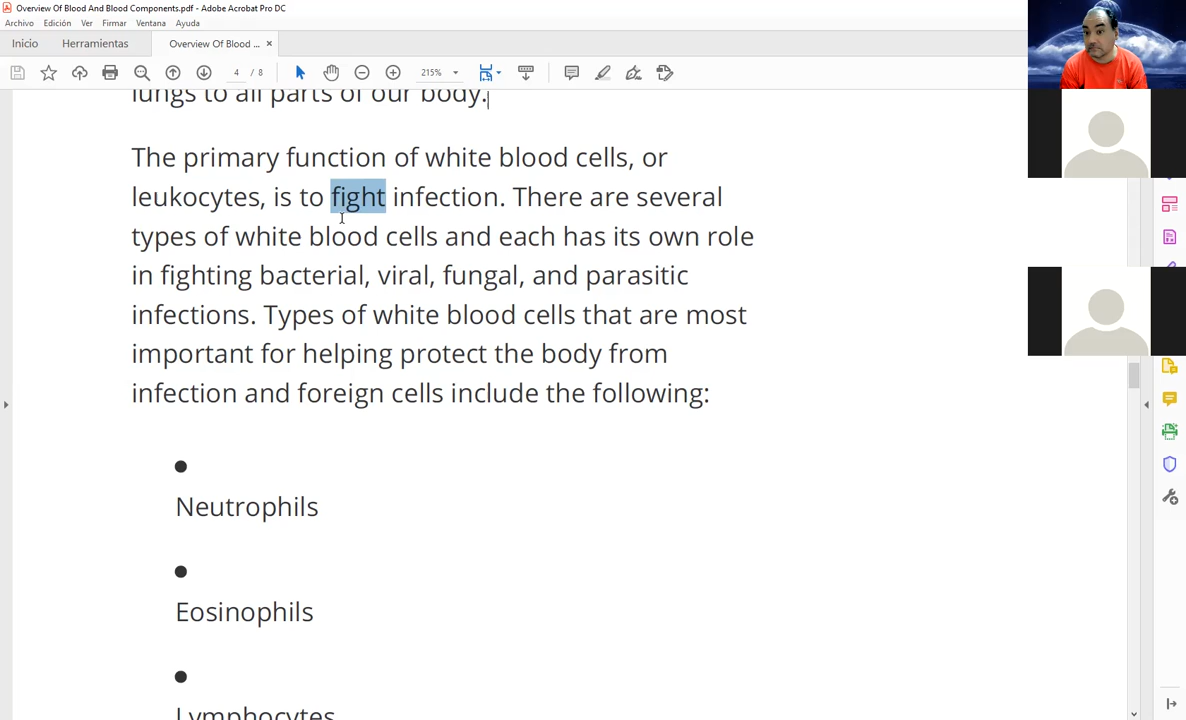 Overview Of Blood And Blood Components.pdf - Adobe Acrobat Pro DC
Archivo Edición Ver Firmar Ventana Ayuda
Inicio Herramientas Overview Of Blood ... ×
4 / 8 215%
lungs to all parts of our body.
The primary function of white blood cells, or
leukocytes, is to fight infection. There are several
types of white blood cells and each has its own role
in fighting bacterial, viral, fungal, and parasitic
infections. Types of white blood cells that are most
important for helping protect the body from
infection and foreign cells include the following:
●
Neutrophils
●
Eosinophils
●
Lymphocytes